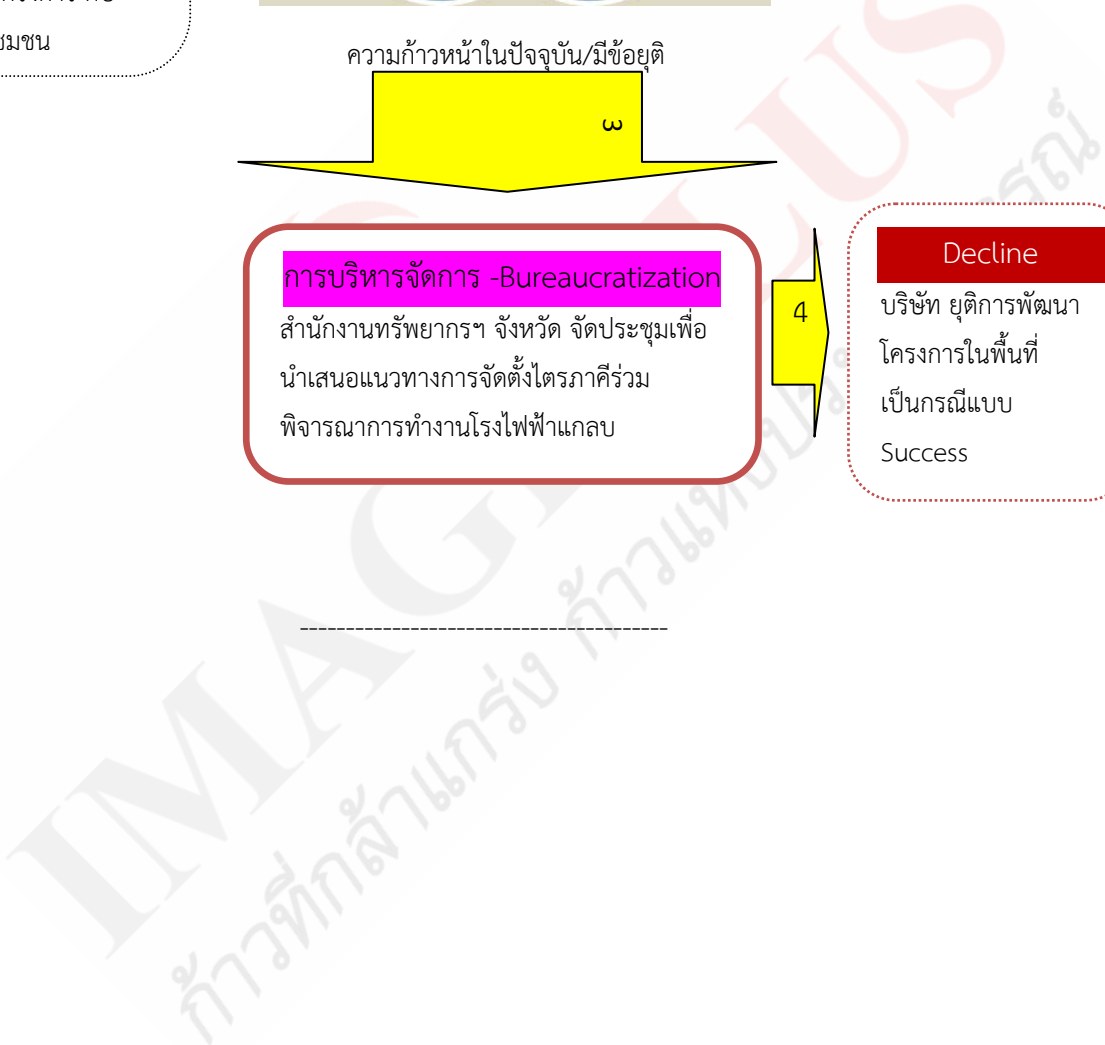 ชุมชน
ความก้าวหน้าในปัจจุบัน/มีข้อยุติ
3
การบริหารจัดการ -Bureaucratization
สำนักงานทรัพยากรฯ จังหวัด จัดประชุมเพื่อ
นำเสนอแนวทางการจัดตั้งไตรภาคีร่วม
พิจารณาการทำงานโรงไฟฟ้าแกลบ
4
Decline
บริษัท ยุติการพัฒนา
โครงการในพื้นที่
เป็นกรณีแบบ
Success
----------------------------------------
ก้าวที่กล้าแกร่ง